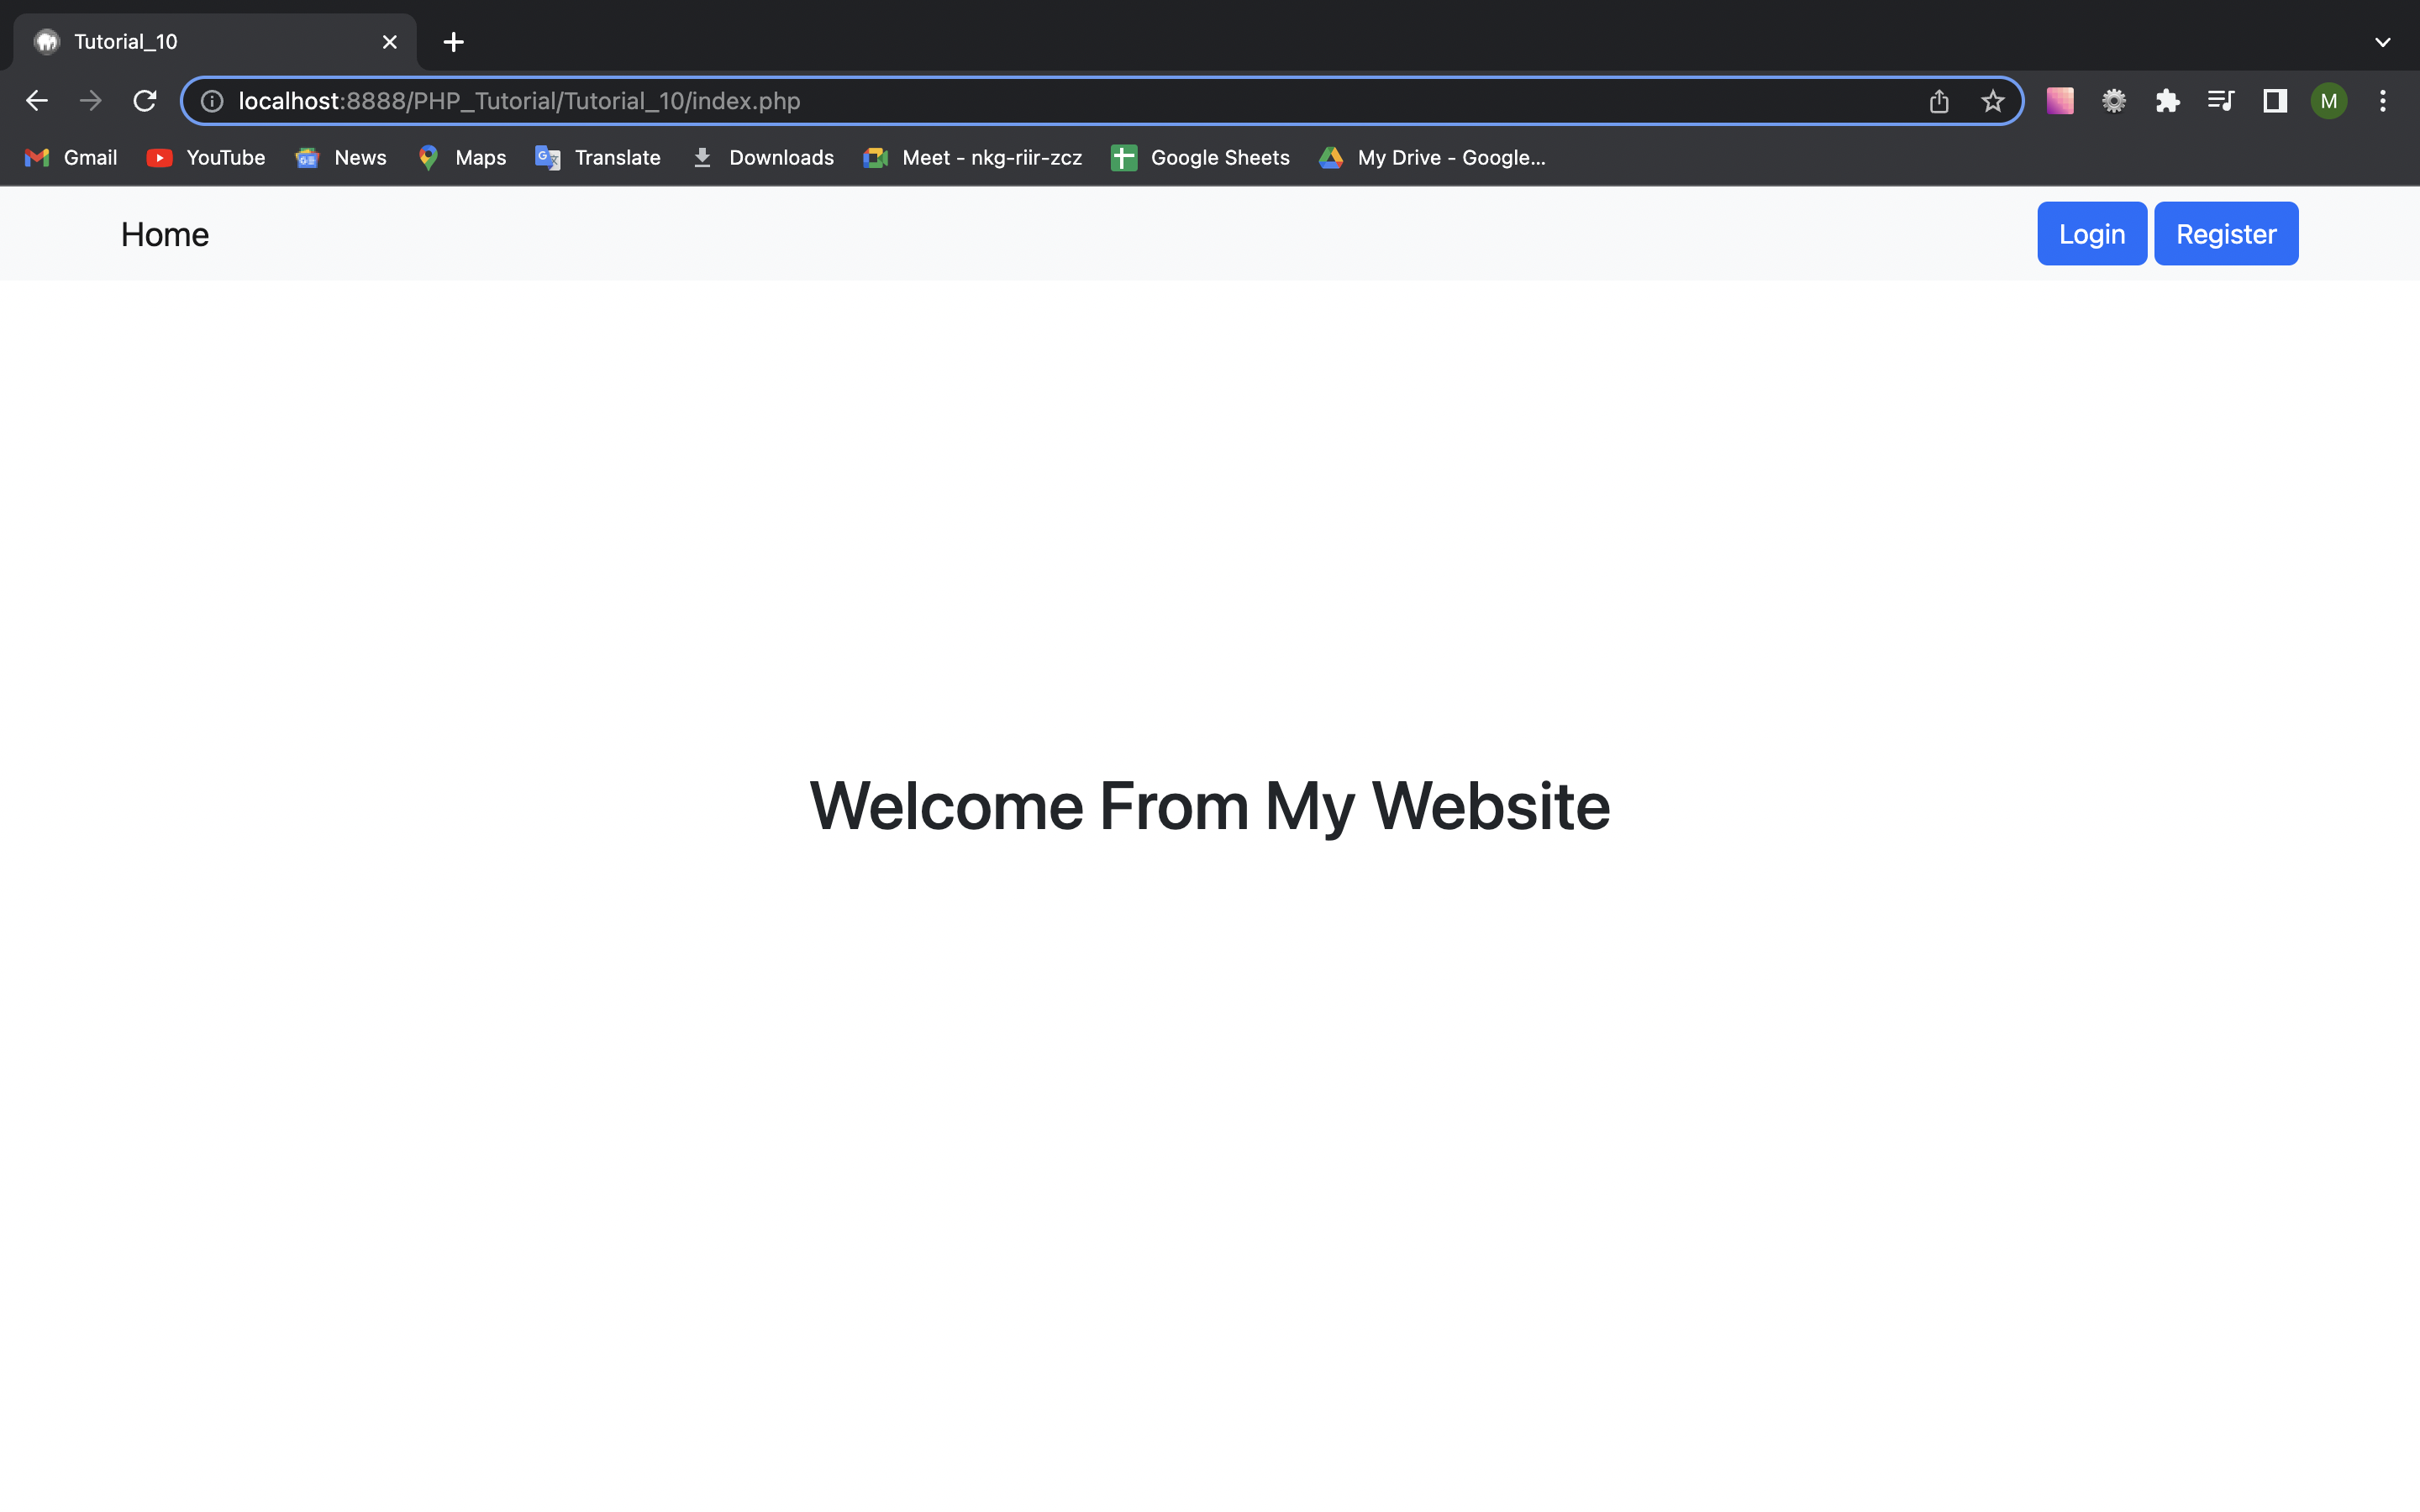 Tutorial_10
localhost:8888/PHP_Tutorial/Tutorial_10/index.php
M
Gmail YouTube News Maps Translate Downloads Meet - nkg-riir-zcz Google Sheets My Drive - Google...
Home Login Register
Welcome From My Website